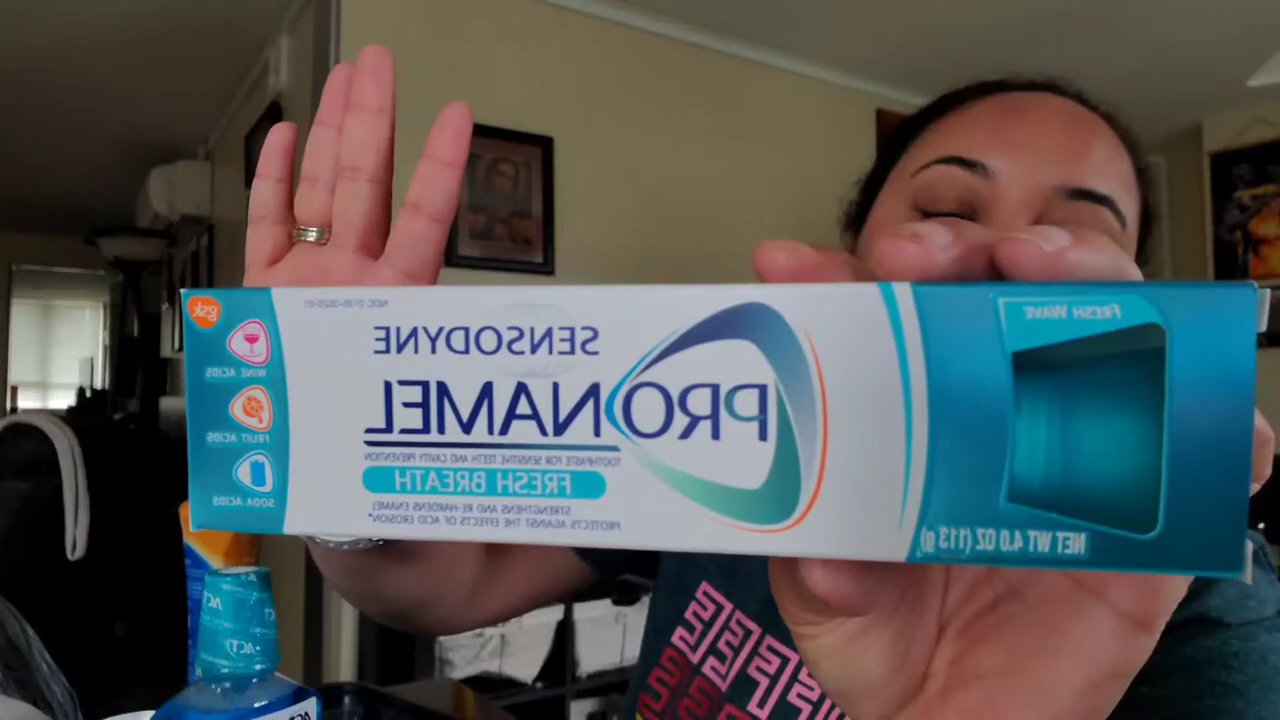 gsk
WINE ACIDS
FRUIT ACIDS
SODA ACIDS
NDC 0135-0520-01
SENSODYNE
PRONAMEL
TOOTHPASTE FOR SENSITIVE TEETH AND CAVITY PREVENTION
FRESH BREATH
STRENGTHENS AND RE-HARDENS ENAMEL
PROTECTS AGAINST THE EFFECTS OF ACID EROSION*
FRESH WAVE
NET WT 4.0 OZ (113 g)
ACT
ACT
ACT